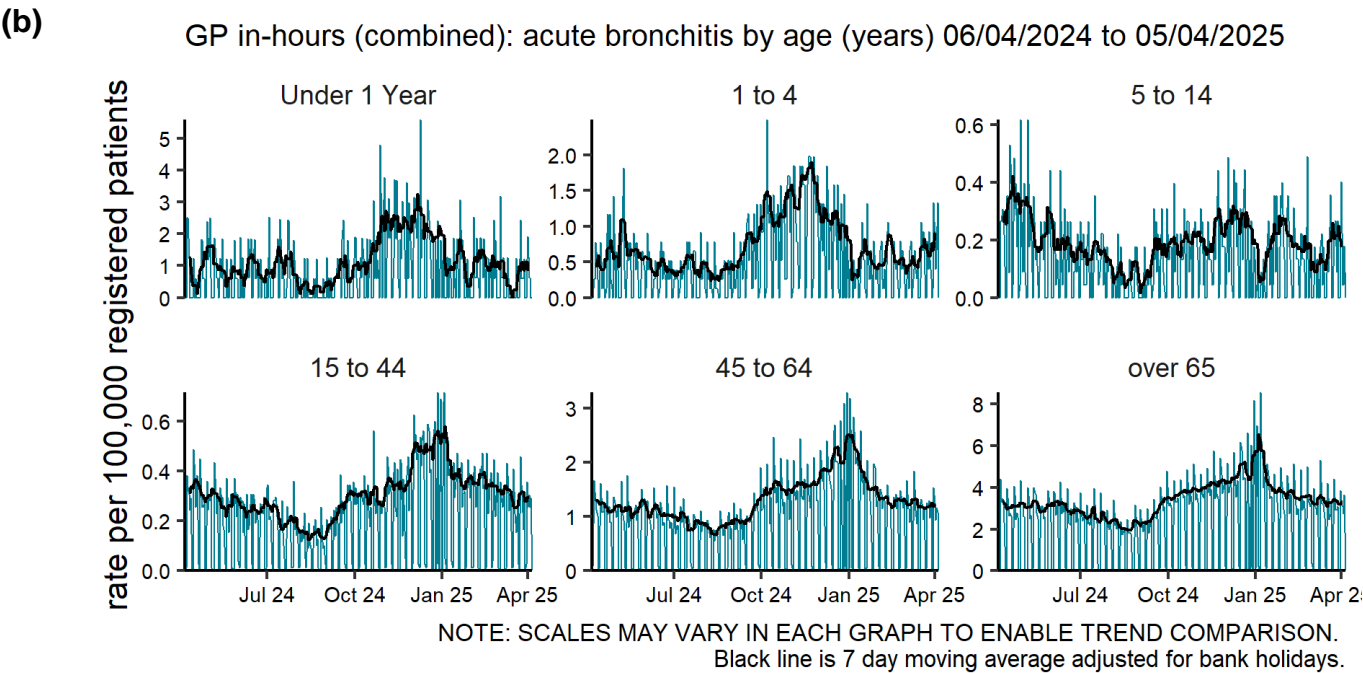 (b)
GP in-hours (combined): acute bronchitis by age (years) 06/04/2024 to 05/04/2025
rate per 100,000 registered patients
Under 1 Year
5
4
3
2
1
0
1 to 4
2.0
1.5
1.0
0.5
0.0
5 to 14
0.6
0.4
0.2
0.0
15 to 44
0.6
0.4
0.2
0.0
Jul 24 Oct 24 Jan 25 Apr 25
45 to 64
3
2
1
0
Jul 24 Oct 24 Jan 25 Apr 25
over 65
8
6
4
2
0
Jul 24 Oct 24 Jan 25 Apr 2
NOTE: SCALES MAY VARY IN EACH GRAPH TO ENABLE TREND COMPARISON.
Black line is 7 day moving average adjusted for bank holidays.